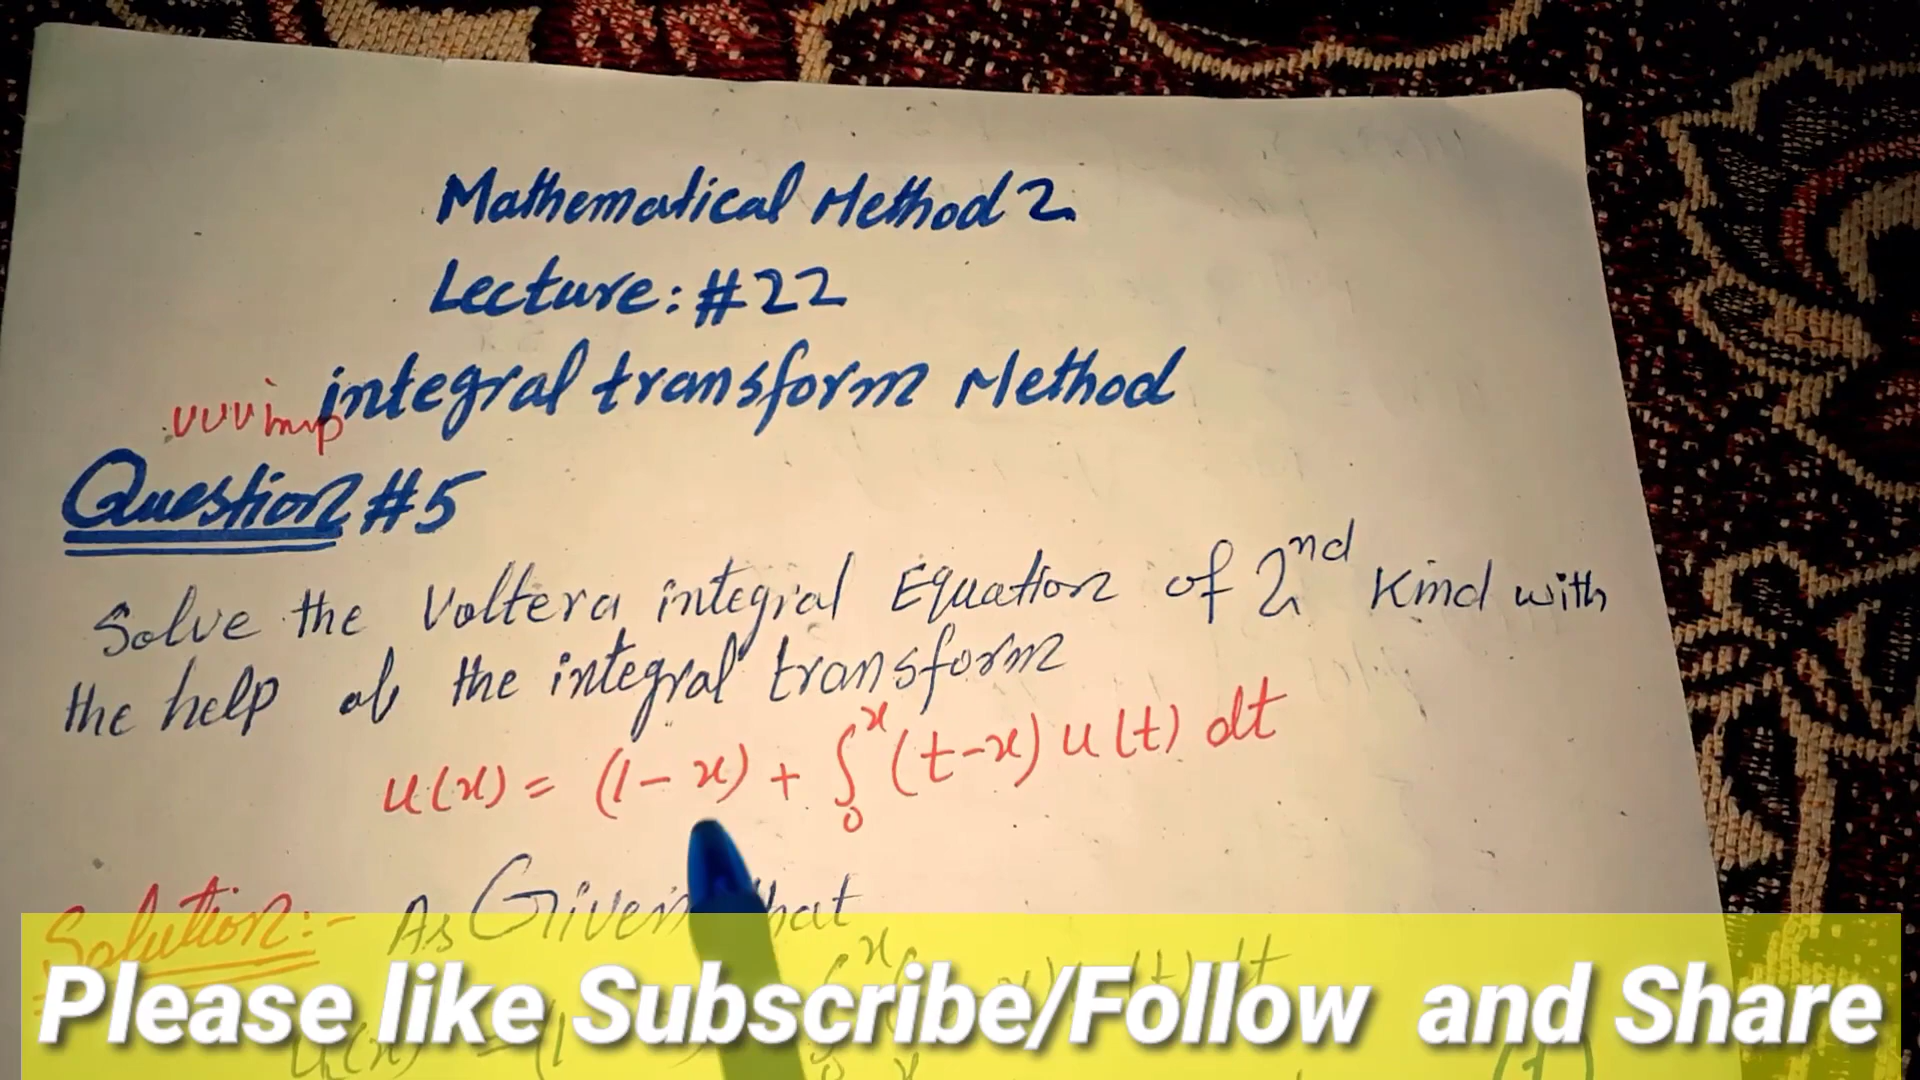 Mathematical Method 2
Lecture: #22
integral transform Method
vvv imp
Question #5
Solve the Voltera integral Equation of 2nd Kind with
the help of the integral transform
u(x) = (1-x) + ∫₀ˣ (t-x) u(t) dt
Solution:- As Given that
Please like Subscribe/Follow and Share